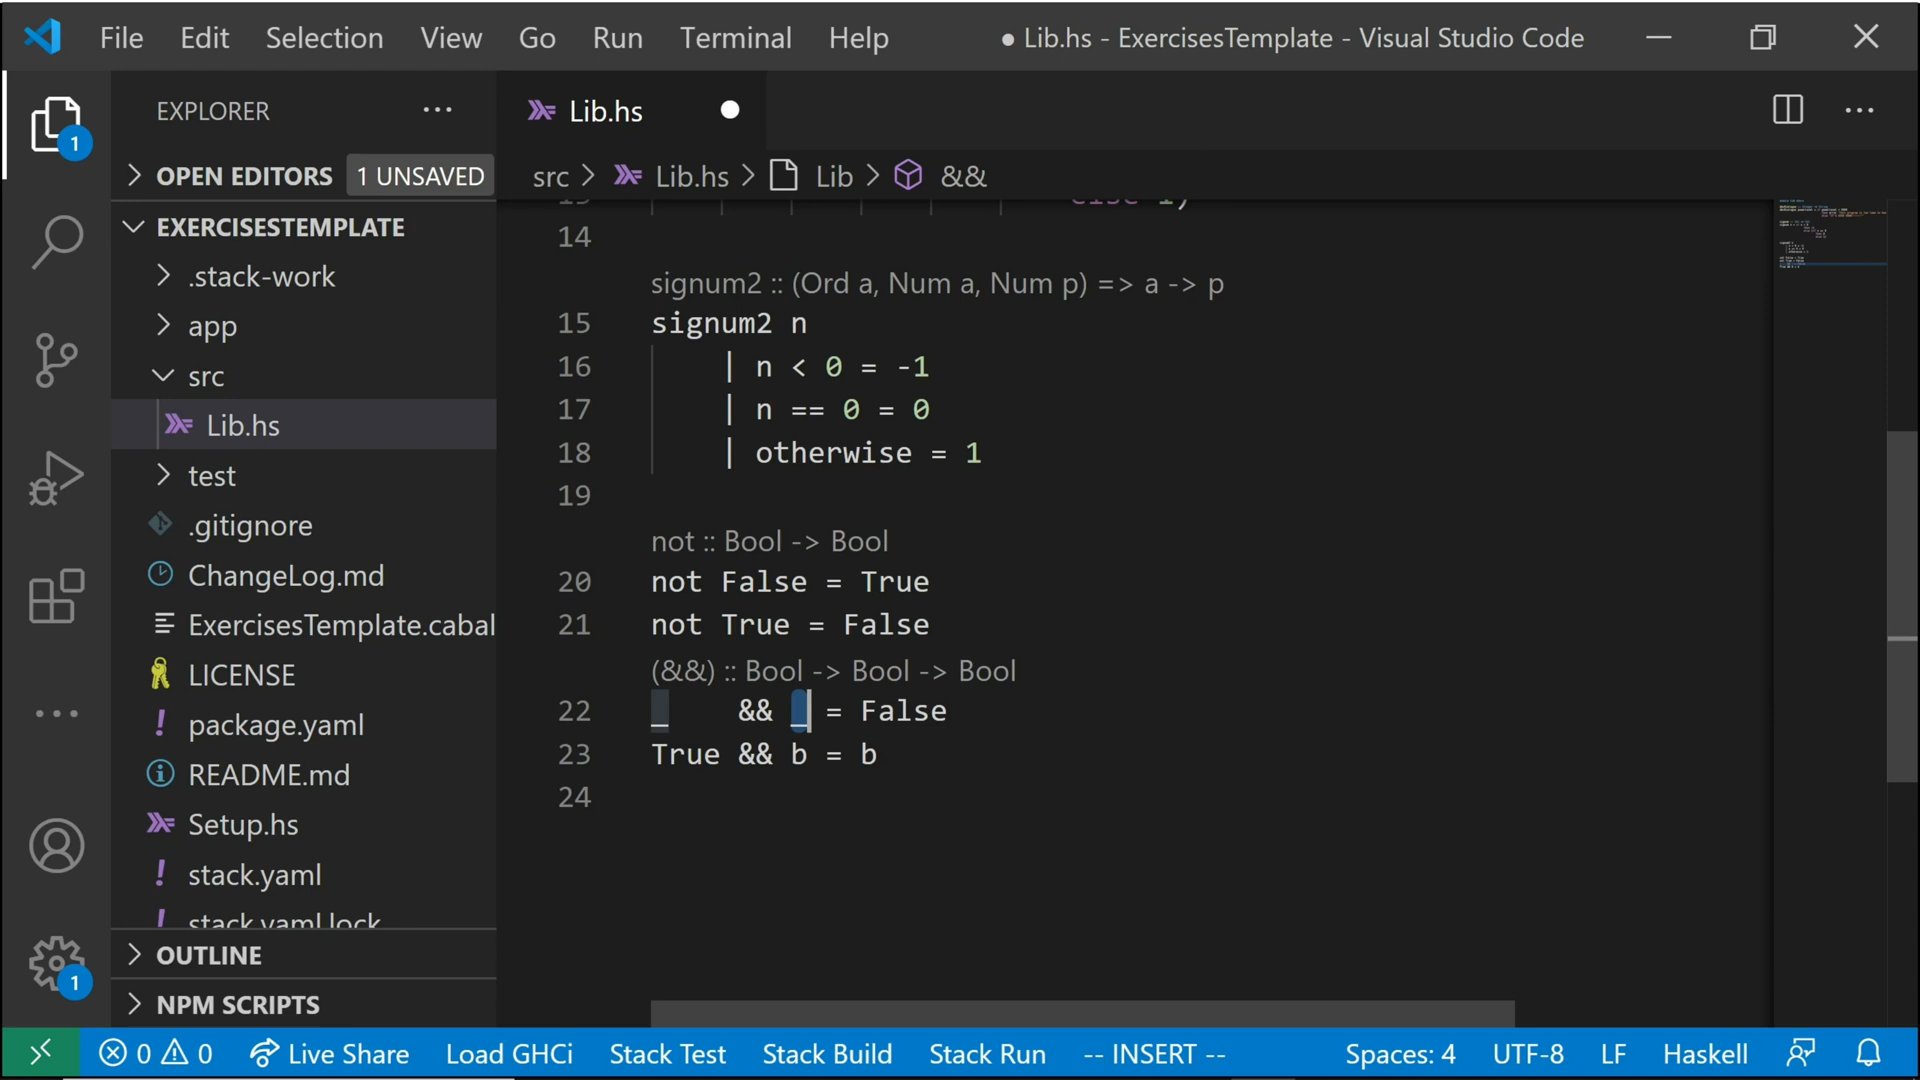 File Edit Selection View Go Run Terminal Help ● Lib.hs - ExercisesTemplate - Visual Studio Code
EXPLORER
OPEN EDITORS 1 UNSAVED
EXERCISESTEMPLATE
.stack-work
app
src
Lib.hs
test
.gitignore
ChangeLog.md
ExercisesTemplate.cabal
LICENSE
package.yaml
README.md
Setup.hs
stack.yaml
stack.yaml.lock
OUTLINE
NPM SCRIPTS
1
1
Lib.hs
src > Lib.hs > Lib > &&
14
signum2 :: (Ord a, Num a, Num p) => a -> p
15 signum2 n
16 | n < 0 = -1
17 | n == 0 = 0
18 | otherwise = 1
19
not :: Bool -> Bool
20 not False = True
21 not True = False
(&&) :: Bool -> Bool -> Bool
22 _ && _ = False
23 True && b = b
24
0 0 Live Share Load GHCi Stack Test Stack Build Stack Run -- INSERT -- Spaces: 4 UTF-8 LF Haskell